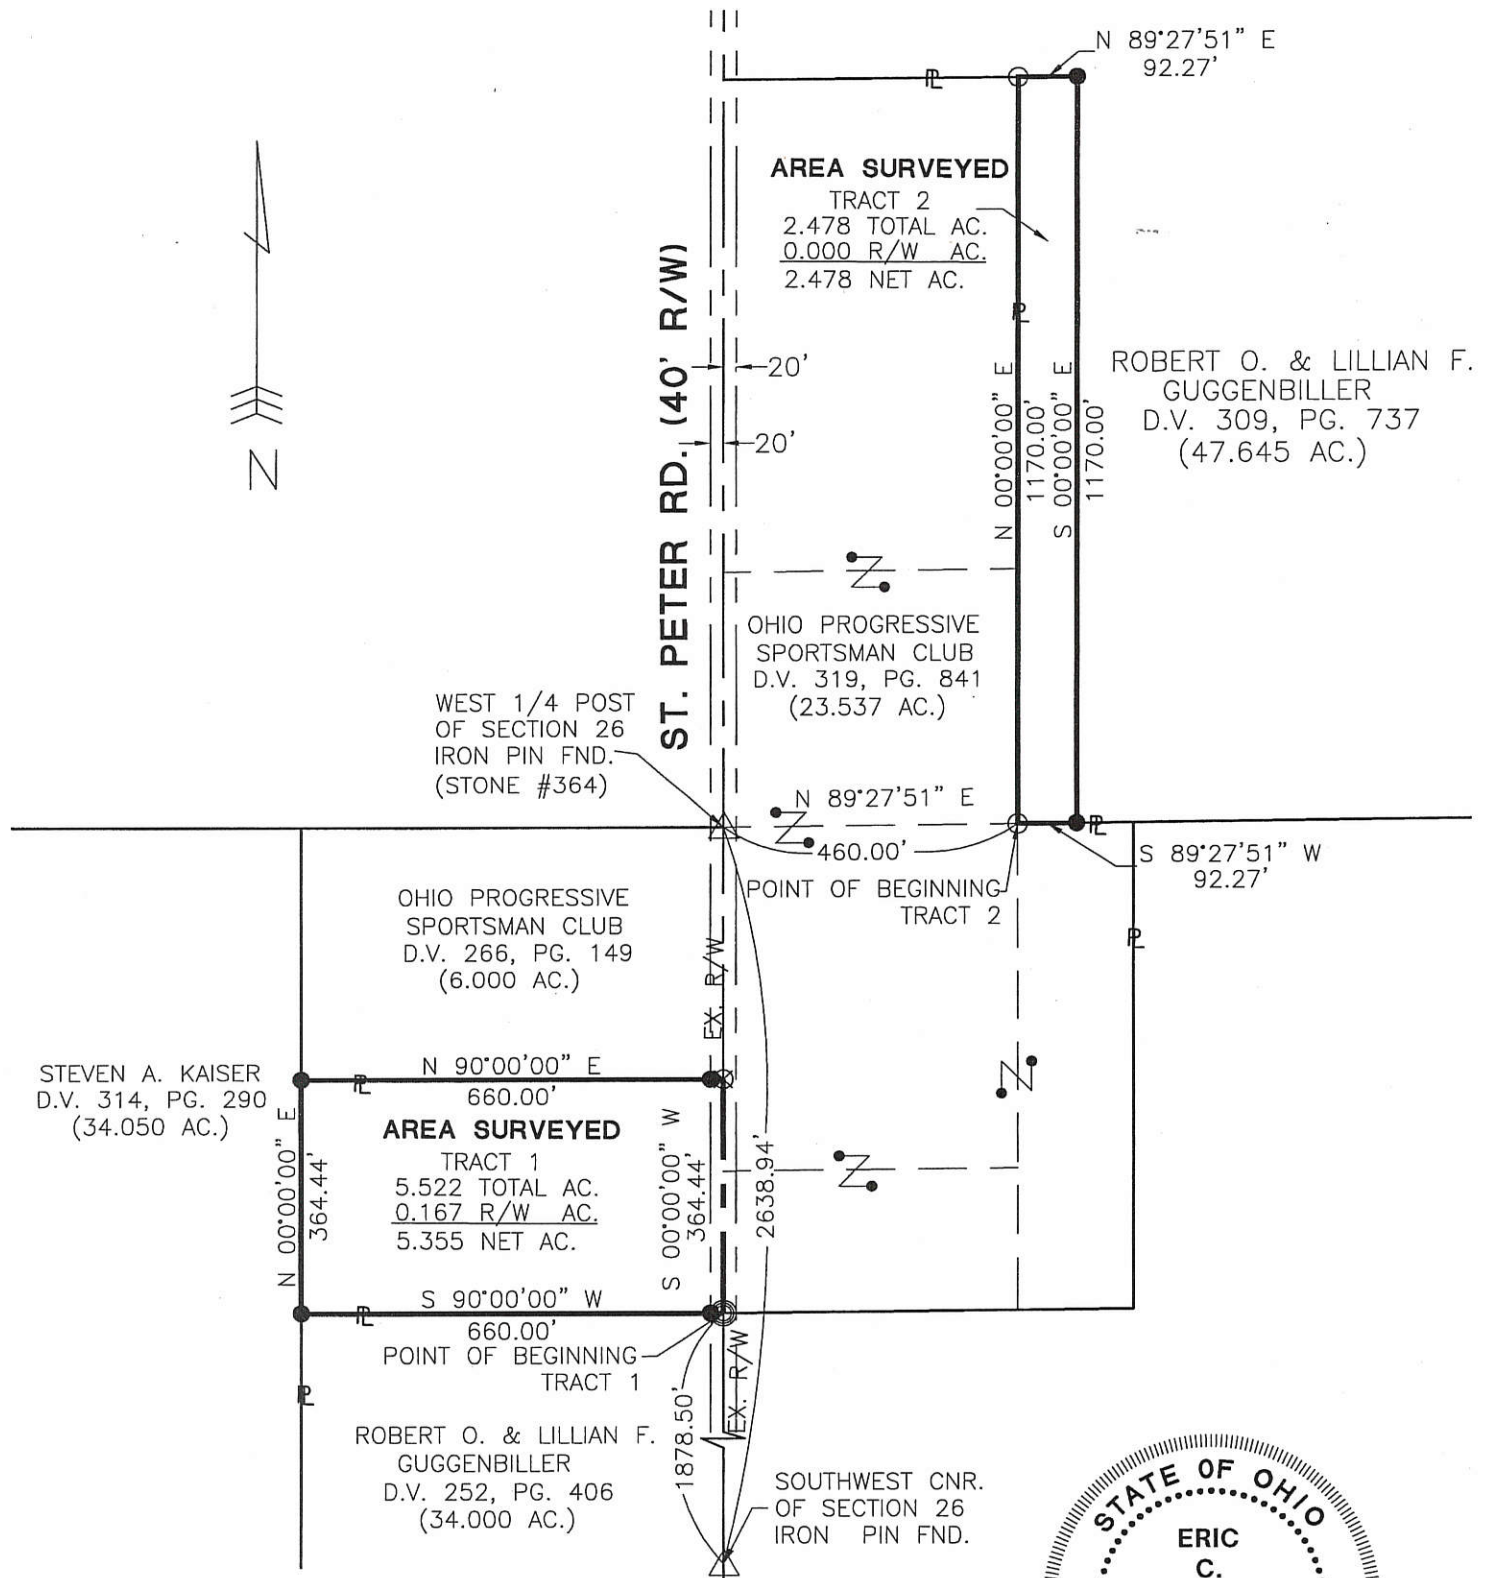 N 89°27'51" E
92.27'
AREA SURVEYED
TRACT 2
2.478 TOTAL AC.
0.000 R/W AC.
2.478 NET AC.
ST. PETER RD. (40' R/W)
20'
20'
PL
PL
N 00°00'00" E
1170.00'
S 00°00'00" E
1170.00'
ROBERT O. & LILLIAN F.
GUGGENBILLER
D.V. 309, PG. 737
(47.645 AC.)
N
OHIO PROGRESSIVE
SPORTSMAN CLUB
D.V. 319, PG. 841
(23.537 AC.)
WEST 1/4 POST
OF SECTION 26
IRON PIN FND.
(STONE #364)
N 89°27'51" E
460.00'
PL
S 89°27'51" W
92.27'
POINT OF BEGINNING
TRACT 2
PL
OHIO PROGRESSIVE
SPORTSMAN CLUB
D.V. 266, PG. 149
(6.000 AC.)
EX. R/W
STEVEN A. KAISER
D.V. 314, PG. 290
(34.050 AC.)
N 90°00'00" E
PL
660.00'
AREA SURVEYED
TRACT 1
5.522 TOTAL AC.
0.167 R/W AC.
5.355 NET AC.
N 00°00'00" E
364.44'
S 00°00'00" W
364.44'
2638.94'
S 90°00'00" W
PL
660.00'
POINT OF BEGINNING
TRACT 1
PL
1878.50'
EX. R/W
ROBERT O. & LILLIAN F.
GUGGENBILLER
D.V. 252, PG. 406
(34.000 AC.)
SOUTHWEST CNR.
OF SECTION 26
IRON PIN FND.
STATE OF OHIO
ERIC
C.